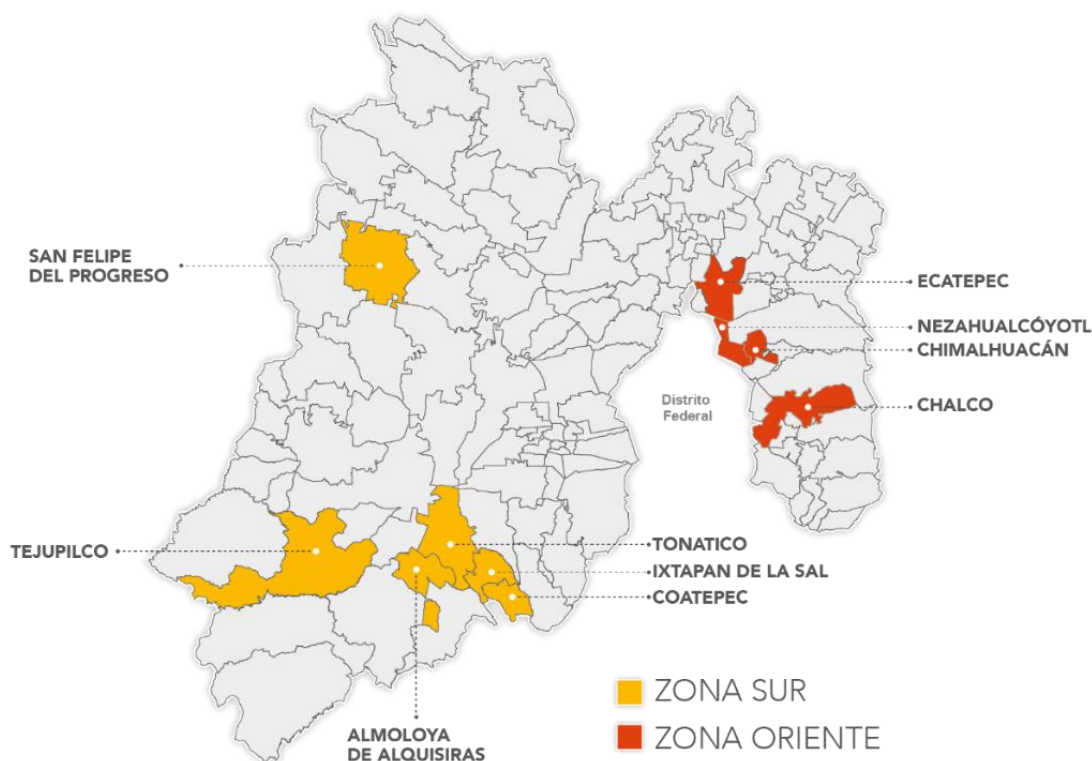 SAN FELIPE
DEL PROGRESO
ECATEPEC
NEZAHUALCÓYOTL
CHIMALHUACÁN
Distrito
Federal
CHALCO
TEJUPILCO
TONATICO
IXTAPAN DE LA SAL
COATEPEC
ALMOLOYA
DE ALQUISIRAS
ZONA SUR
ZONA ORIENTE